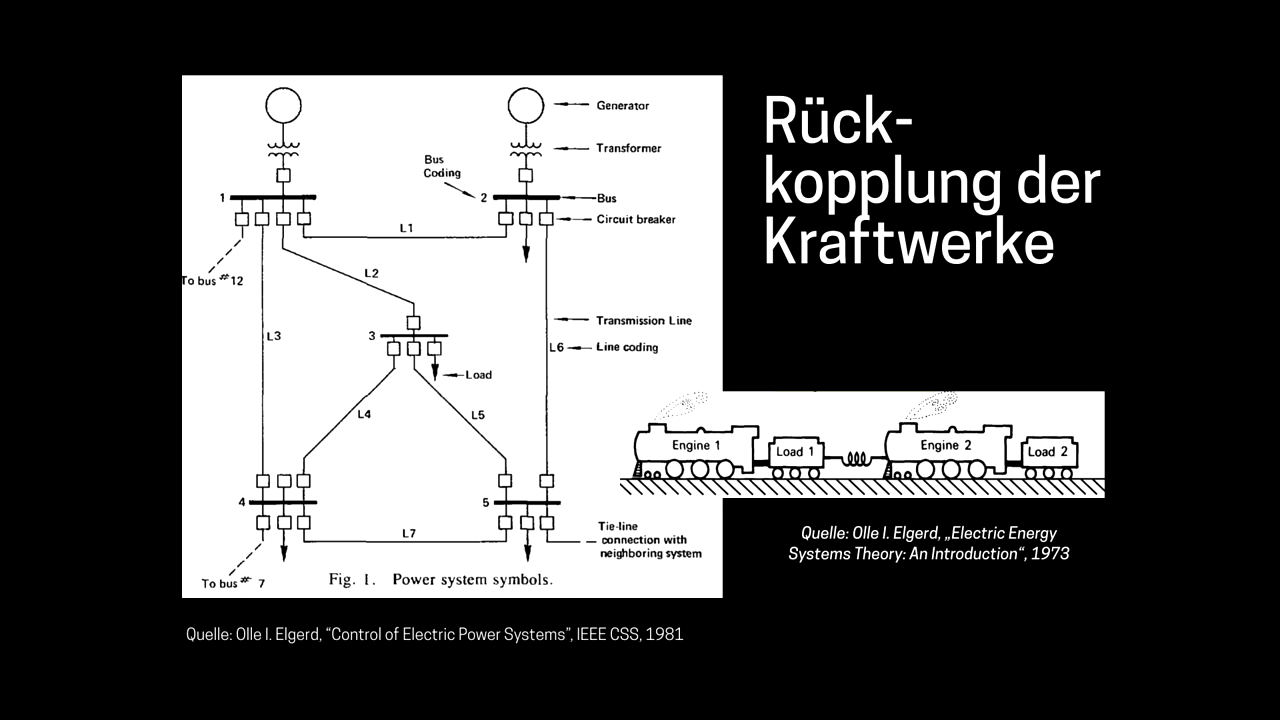 Rück-
kopplung der
Kraftwerke
Generator
Transformer
Bus
Coding
1
2
Bus
Circuit breaker
L1
L2
To bus #12
L3
3
Transmission Line
L6
Line coding
Load
L4
L5
4
5
L7
Tie-line
connection with
neighboring system
To bus # 7
Fig. 1. Power system symbols.
Engine 1
Load 1
Engine 2
Load 2
Quelle: Olle I. Elgerd, „Electric Energy
Systems Theory: An Introduction“, 1973
Quelle: Olle I. Elgerd, “Control of Electric Power Systems”, IEEE CSS, 1981